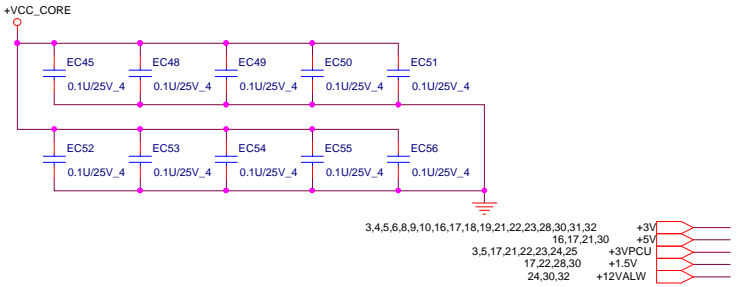 +VCC_CORE
EC45 EC48 EC49 EC50 EC51
0.1U/25V_4 0.1U/25V_4 0.1U/25V_4 0.1U/25V_4 0.1U/25V_4
EC52 EC53 EC54 EC55 EC56
0.1U/25V_4 0.1U/25V_4 0.1U/25V_4 0.1U/25V_4 0.1U/25V_4
3,4,5,6,8,9,10,16,17,18,19,21,22,23,28,30,31,32 +3V
16,17,21,30 +5V
3,5,17,21,22,23,24,25 +3VPCU
17,22,28,30 +1.5V
24,30,32 +12VALW